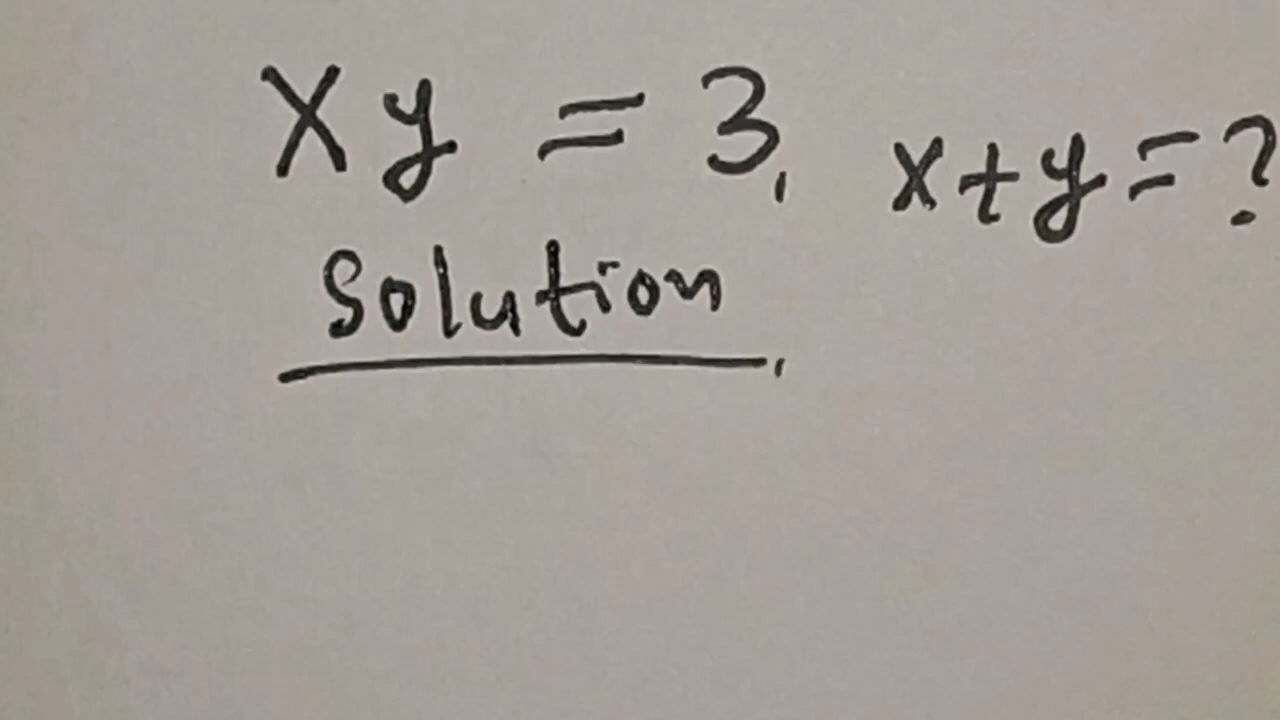 Xy = 3, x+y=?
Solution